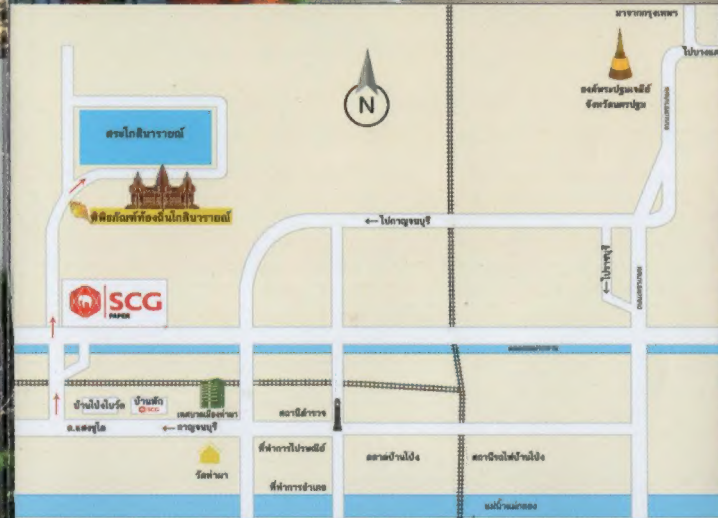 มาจากกรุงเทพฯ
ไปบางแพ
องค์พระปฐมเจดีย์
จังหวัดนครปฐม
N
สระโกสินารายณ์
พิพิธภัณฑ์ท้องถิ่นโกสินารายณ์
← ไปกาญจนบุรี
← ไปราชบุรี
SCG
PAPER
บ้านโป่งโบว์ล
บ้านพัก
SCG
เทศบาลเมืองท่าผา
สถานีตำรวจ
ถ.แสงชูโต
← กาญจนบุรี
วัดท่าผา
ที่ทำการไปรษณีย์
ตลาดบ้านโป่ง
สถานีรถไฟบ้านโป่ง
ที่ทำการอำเภอ
แม่น้ำแม่กลอง